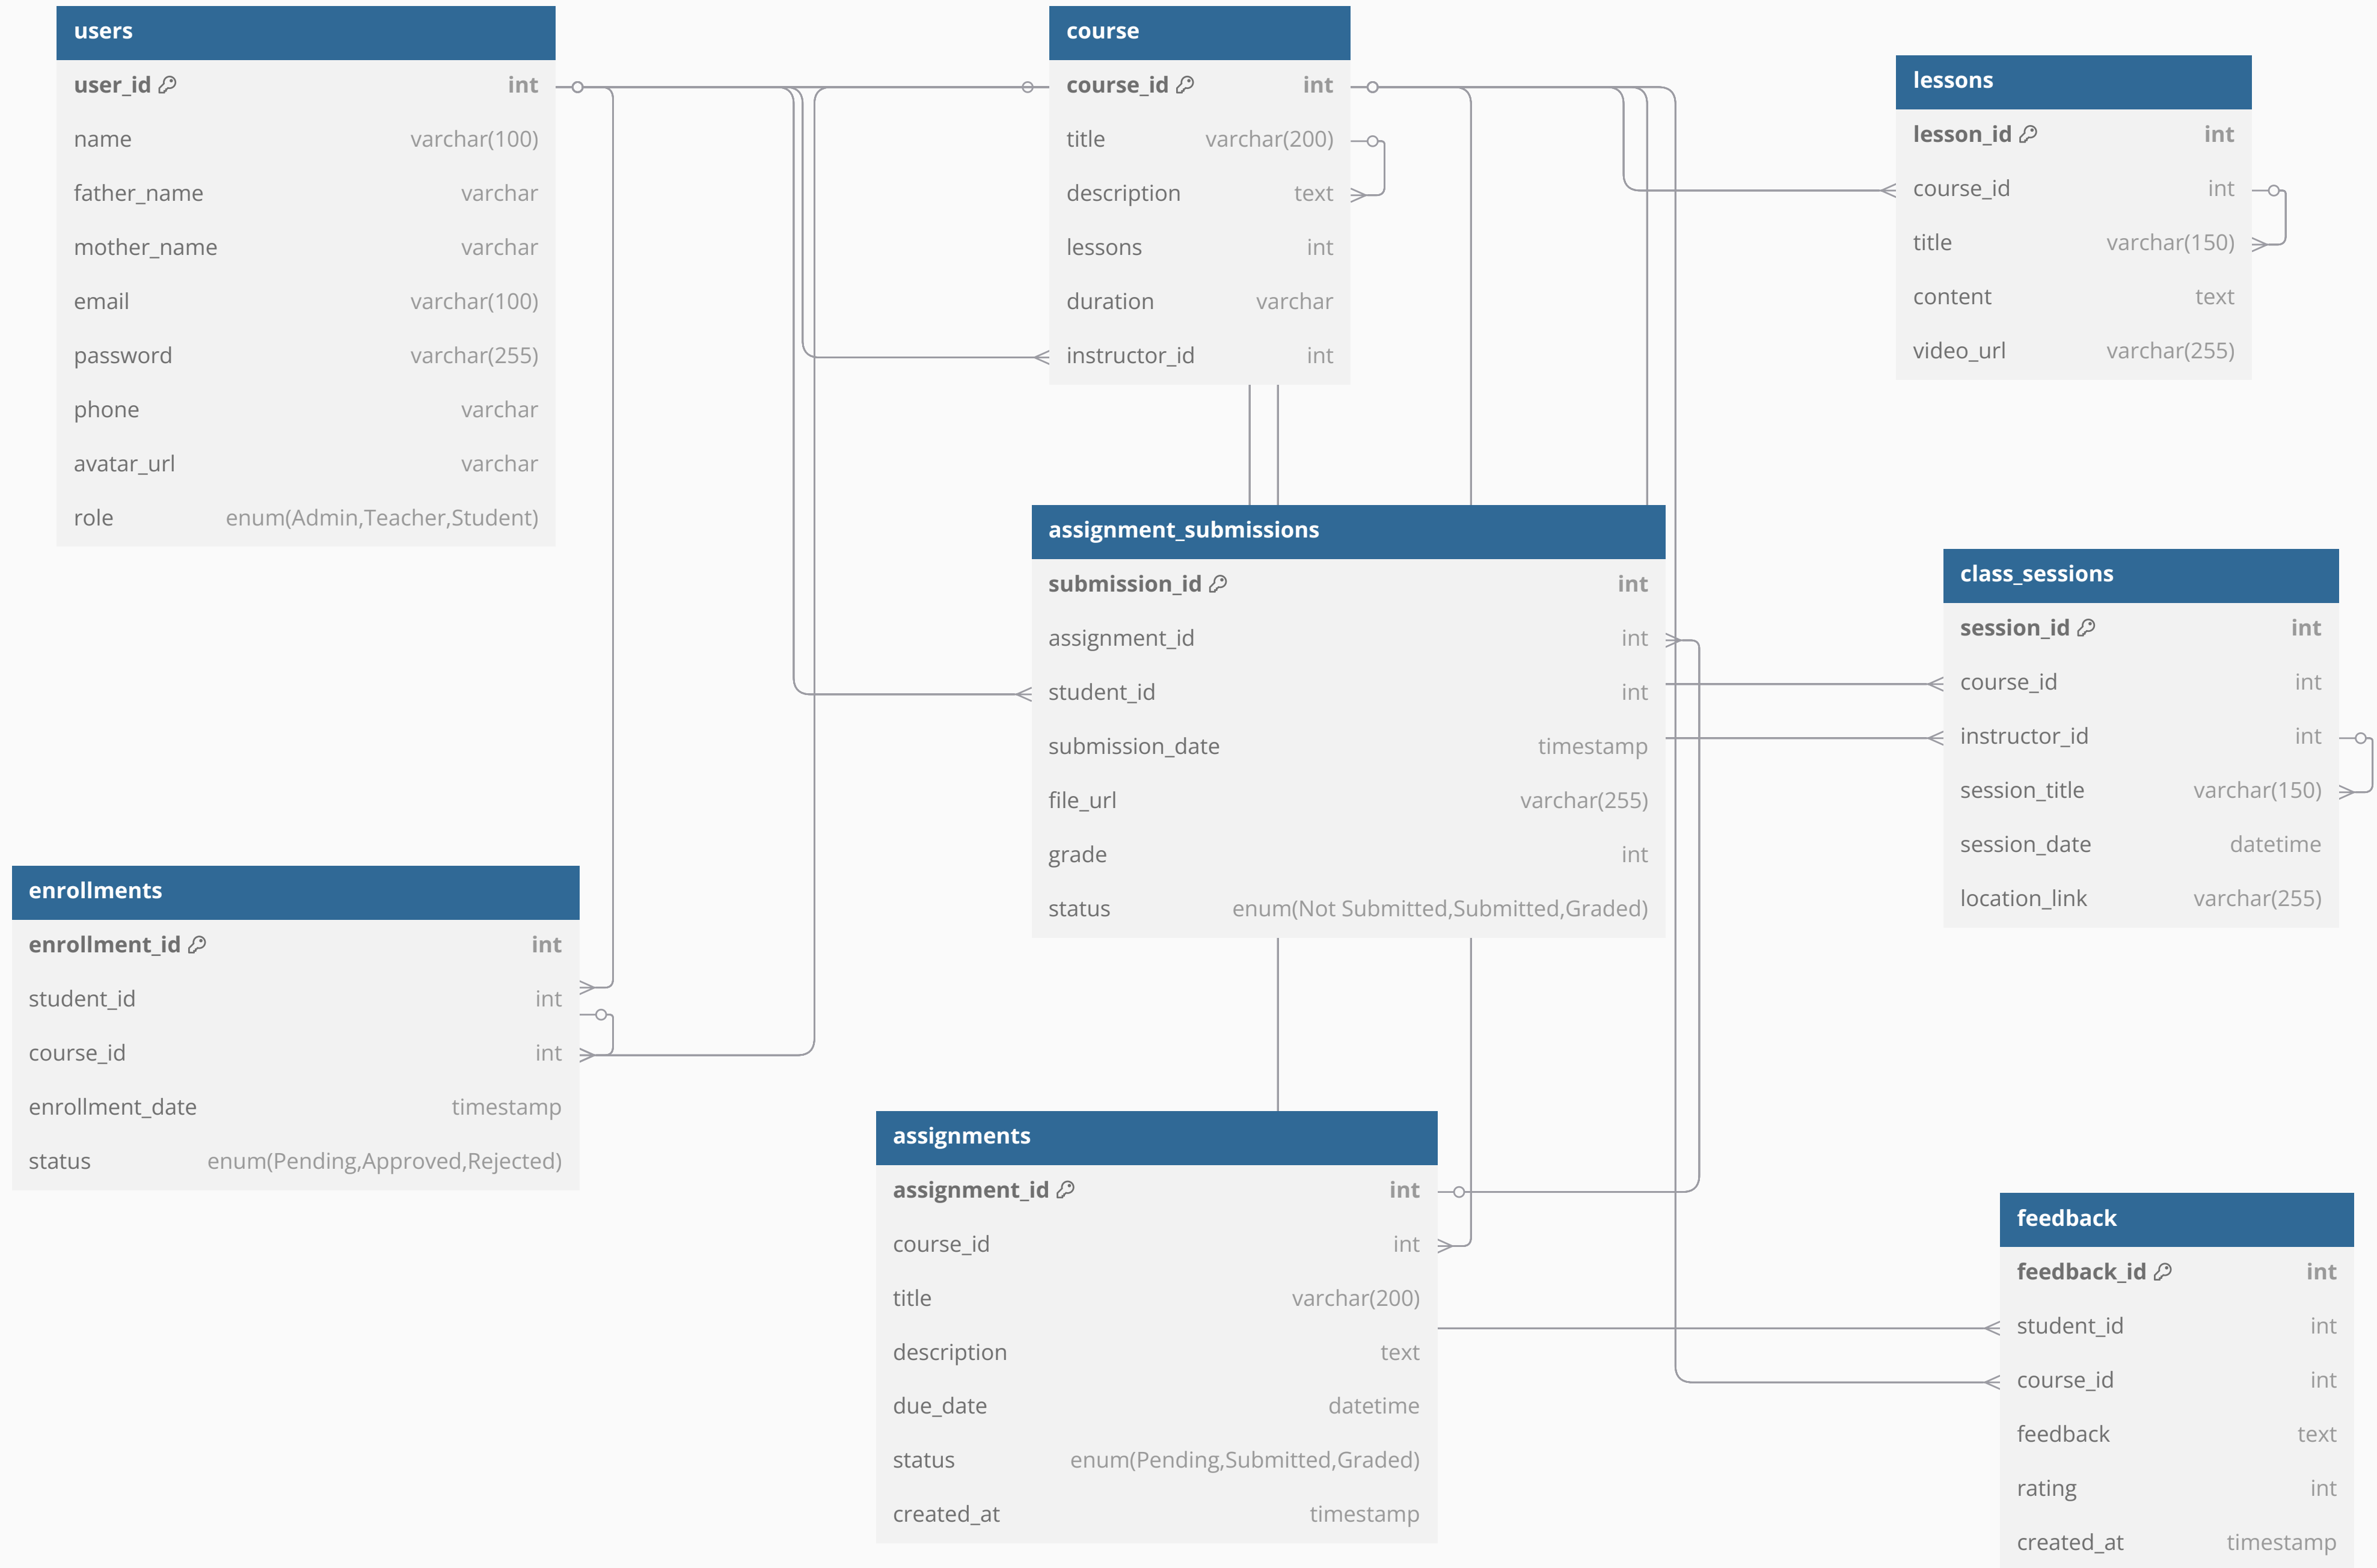 users
user_id int
name varchar(100)
father_name varchar
mother_name varchar
email varchar(100)
password varchar(255)
phone varchar
avatar_url varchar
role enum(Admin,Teacher,Student)
course
course_id int
title varchar(200)
description text
lessons int
duration varchar
instructor_id int
lessons
lesson_id int
course_id int
title varchar(150)
content text
video_url varchar(255)
assignment_submissions
submission_id int
assignment_id int
student_id int
submission_date timestamp
file_url varchar(255)
grade int
status enum(Not Submitted,Submitted,Graded)
class_sessions
session_id int
course_id int
instructor_id int
session_title varchar(150)
session_date datetime
location_link varchar(255)
enrollments
enrollment_id int
student_id int
course_id int
enrollment_date timestamp
status enum(Pending,Approved,Rejected)
assignments
assignment_id int
course_id int
title varchar(200)
description text
due_date datetime
status enum(Pending,Submitted,Graded)
created_at timestamp
feedback
feedback_id int
student_id int
course_id int
feedback text
rating int
created_at timestamp